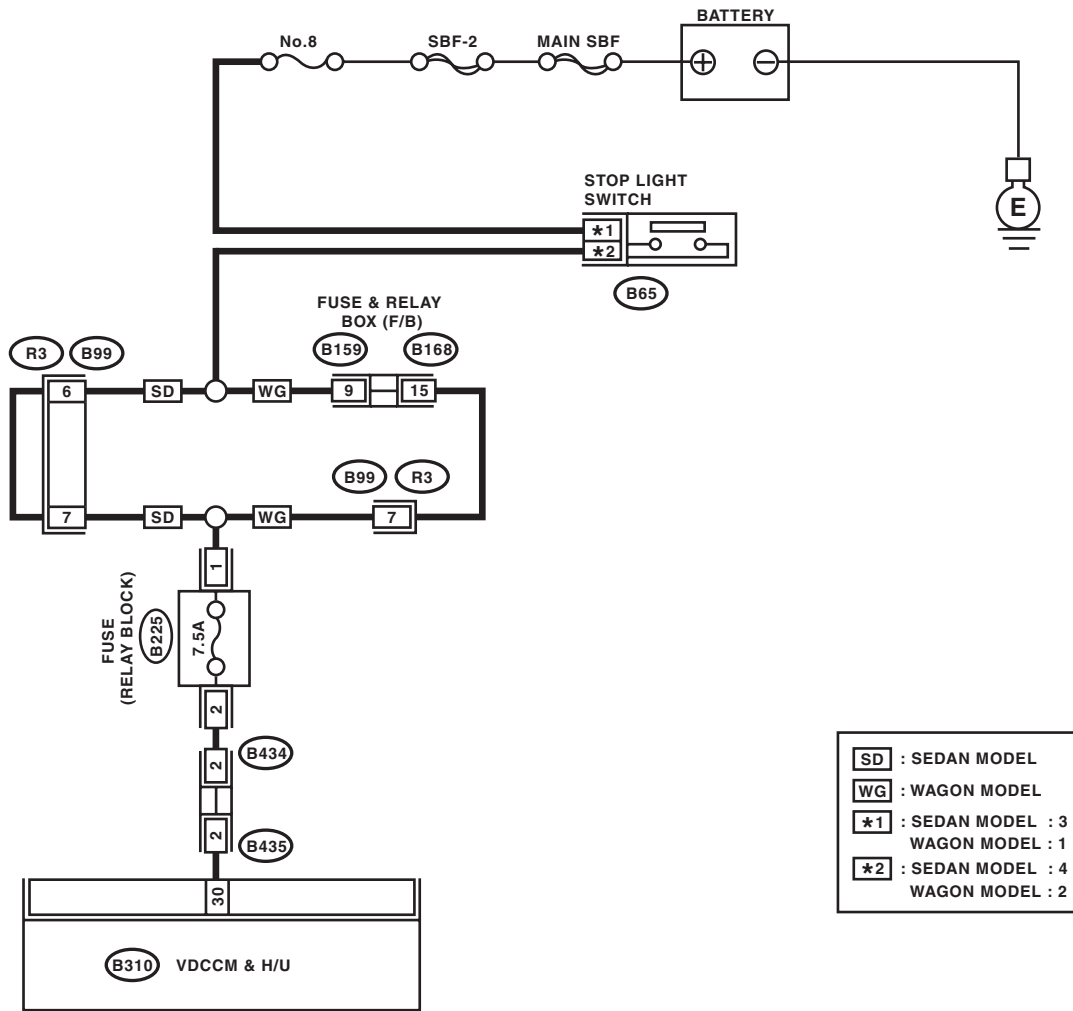 BATTERY
No.8
SBF-2
MAIN SBF
E
STOP LIGHT
SWITCH
*1
*2
B65
FUSE & RELAY
BOX (F/B)
R3
B99
B159
B168
6
SD
WG
9
15
B99
R3
7
SD
WG
7
1
FUSE
(RELAY BLOCK)
B225
7.5A
2
2
B434
2
B435
30
B310
VDCCM & H/U
SD : SEDAN MODEL
WG : WAGON MODEL
*1 : SEDAN MODEL : 3
WAGON MODEL : 1
*2 : SEDAN MODEL : 4
WAGON MODEL : 2